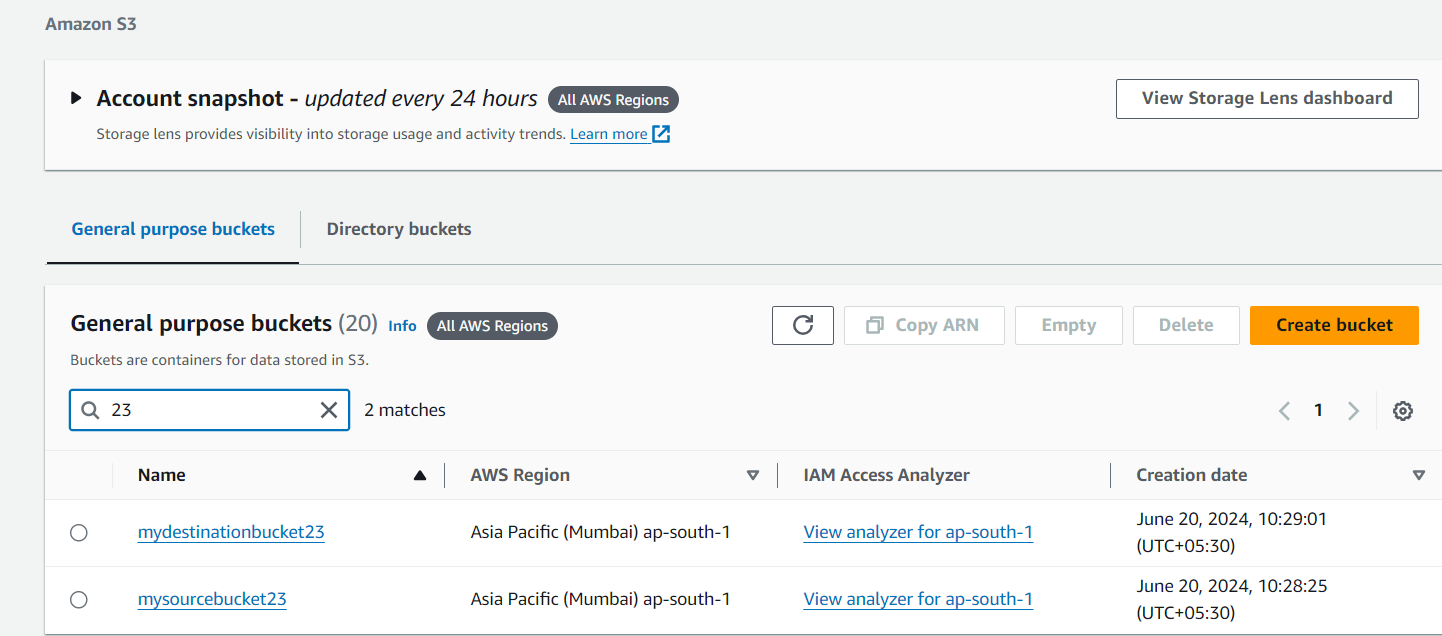 Amazon S3
Account snapshot - updated every 24 hours All AWS Regions
View Storage Lens dashboard
Storage lens provides visibility into storage usage and activity trends. Learn more
General purpose buckets
Directory buckets
General purpose buckets (20) Info All AWS Regions
Copy ARN
Empty
Delete
Create bucket
Buckets are containers for data stored in S3.
23
2 matches
1
Name
AWS Region
IAM Access Analyzer
Creation date
mydestinationbucket23
Asia Pacific (Mumbai) ap-south-1
View analyzer for ap-south-1
June 20, 2024, 10:29:01
(UTC+05:30)
mysourcebucket23
Asia Pacific (Mumbai) ap-south-1
View analyzer for ap-south-1
June 20, 2024, 10:28:25
(UTC+05:30)